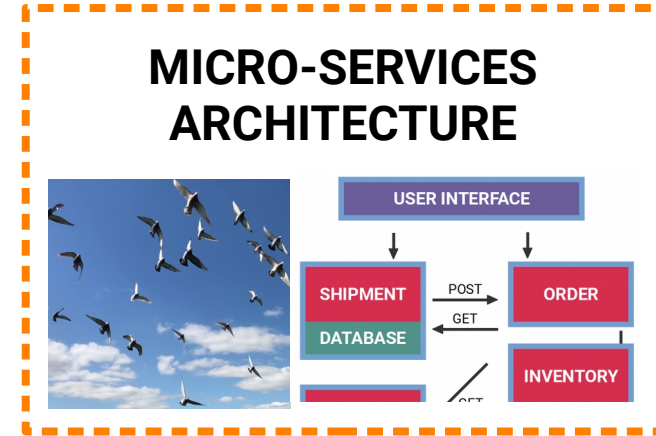 MICRO-SERVICES
ARCHITECTURE
USER INTERFACE
SHIPMENT
POST
ORDER
GET
DATABASE
INVENTORY